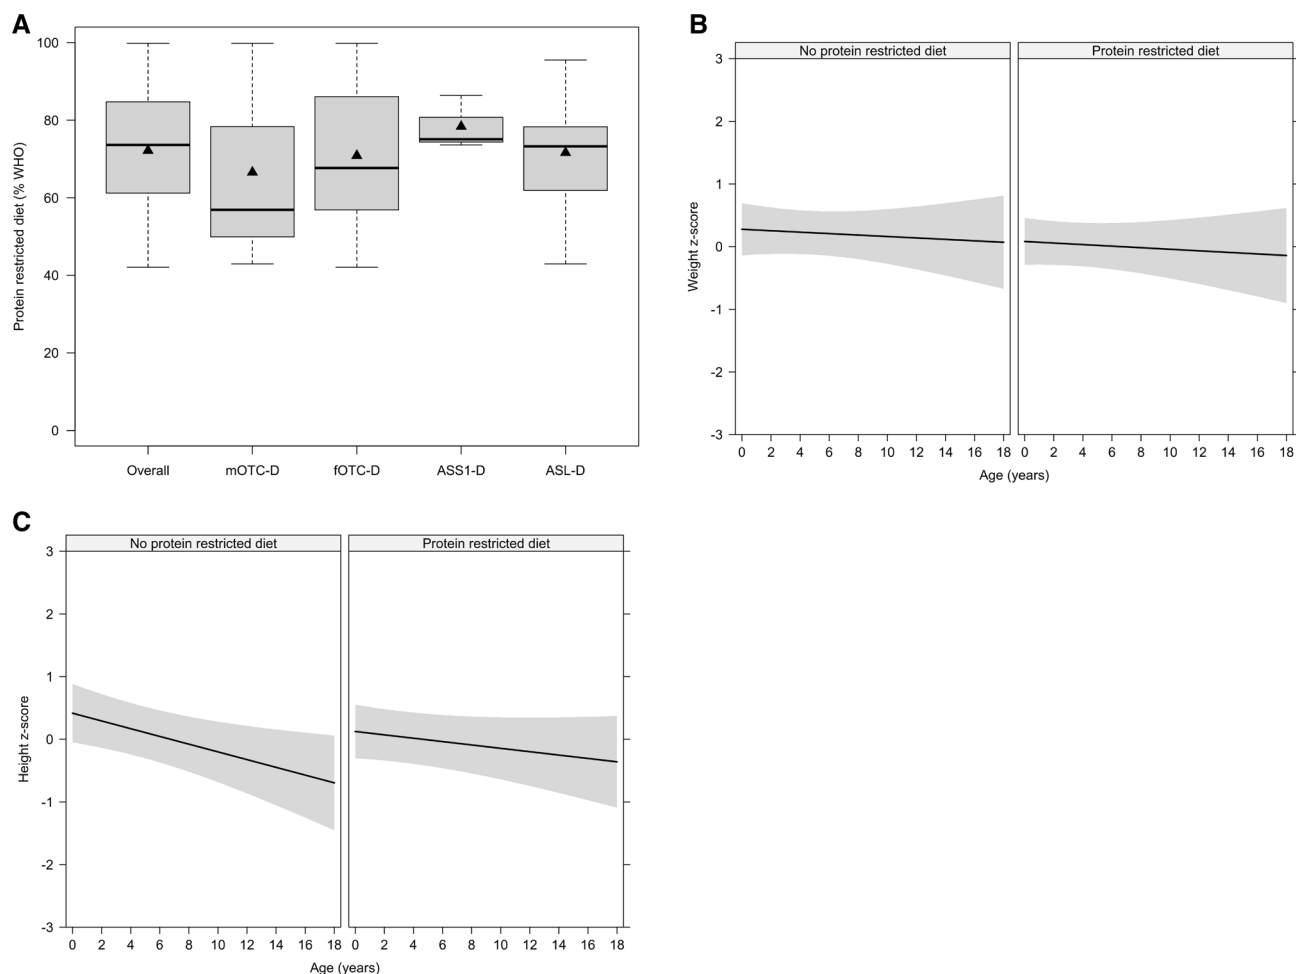 A
Protein restricted diet (% WHO)
100
80
60
40
20
0
Overall mOTC-D fOTC-D ASS1-D ASL-D
B
No protein restricted diet Protein restricted diet
Weight z-score
3
2
1
0
-1
-2
-3
0 2 4 6 8 10 12 14 16 18 0 2 4 6 8 10 12 14 16 18
Age (years)
C
No protein restricted diet Protein restricted diet
Height z-score
3
2
1
0
-1
-2
-3
0 2 4 6 8 10 12 14 16 18 0 2 4 6 8 10 12 14 16 18
Age (years)